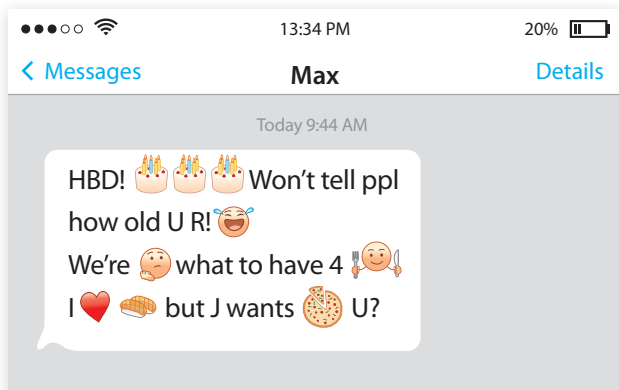 13:34 PM 20%
Messages Max Details
Today 9:44 AM
HBD! 🎂🎂🎂 Won't tell ppl
how old U R! 😂
We're 🤔 what to have 4 🍽️
I ❤️ 🍣 but J wants 🍕 U?